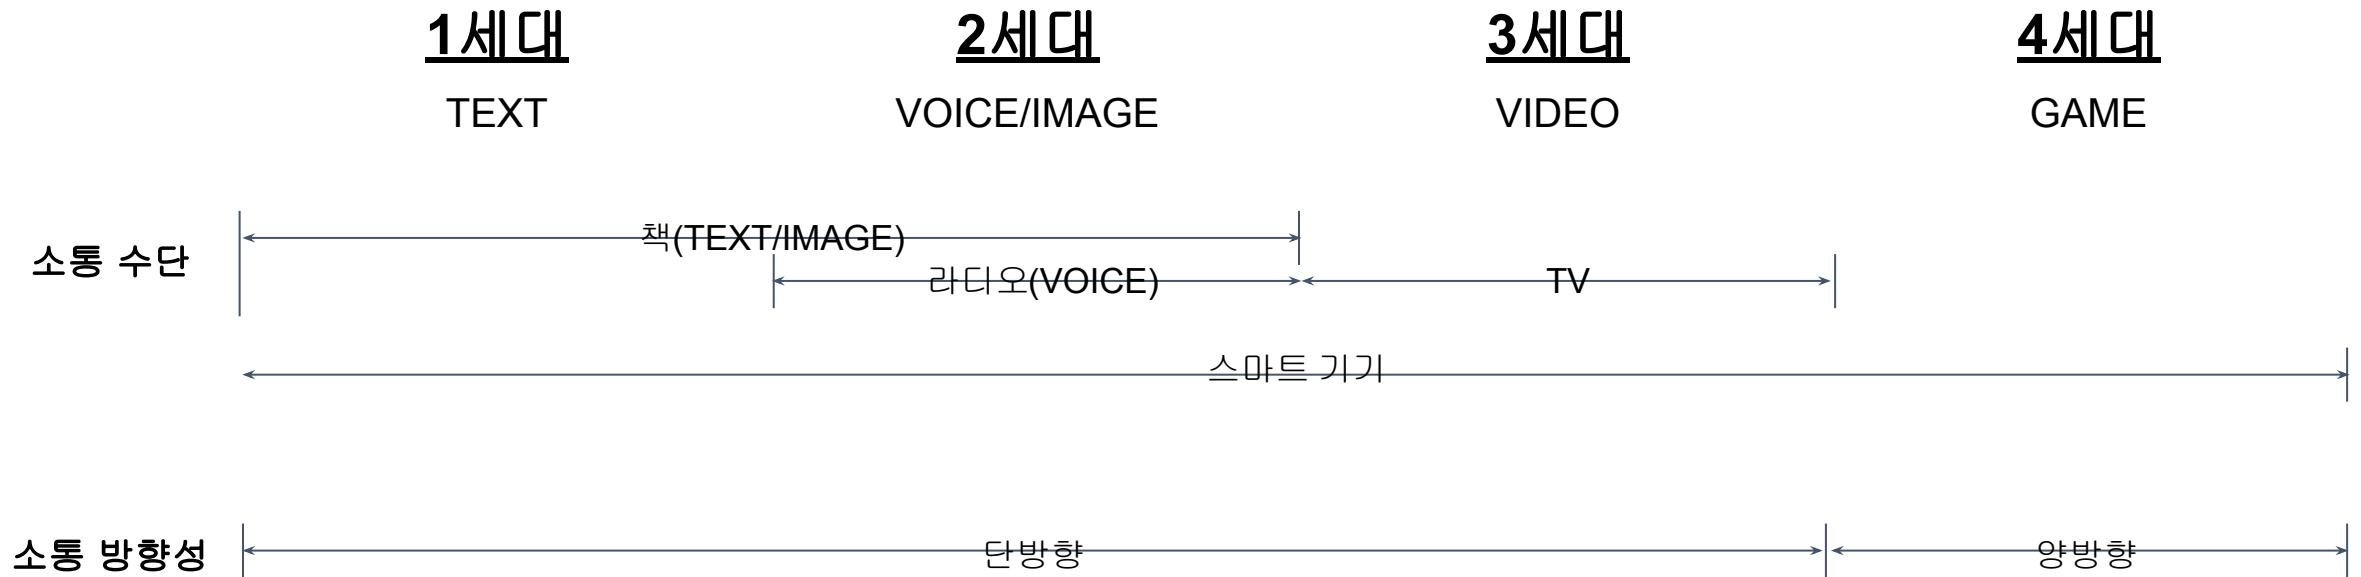 1세대 2세대 3세대 4세대
TEXT VOICE/IMAGE VIDEO GAME
책(TEXT/IMAGE)
소통 수단
라디오(VOICE) TV
스마트 기기
소통 방향성 단방향 양방향